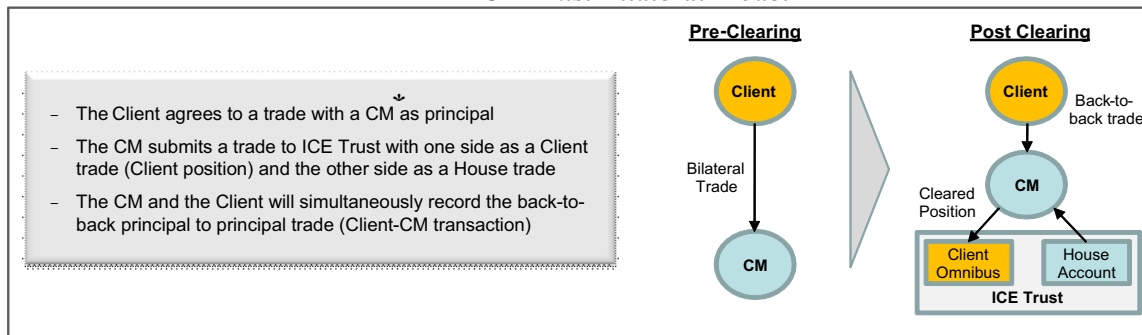 Pre-Clearing
Post Clearing
– The Client agrees to a trade with a CM as principal
– The CM submits a trade to ICE Trust with one side as a Client
trade (Client position) and the other side as a House trade
– The CM and the Client will simultaneously record the back-to-
back principal to principal trade (Client-CM transaction)
Client
Bilateral
Trade
CM
Client
Back-to-
back trade
CM
Cleared
Position
Client
Omnibus
House
Account
ICE Trust